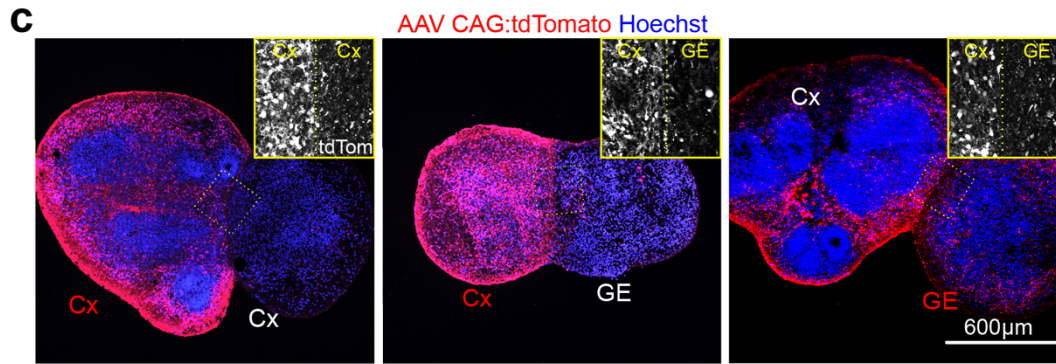 C
AAV CAG:tdTomato Hoechst
Cx Cx
tdTom
Cx
Cx
Cx GE
Cx
GE
Cx
Cx GE
GE
600μm